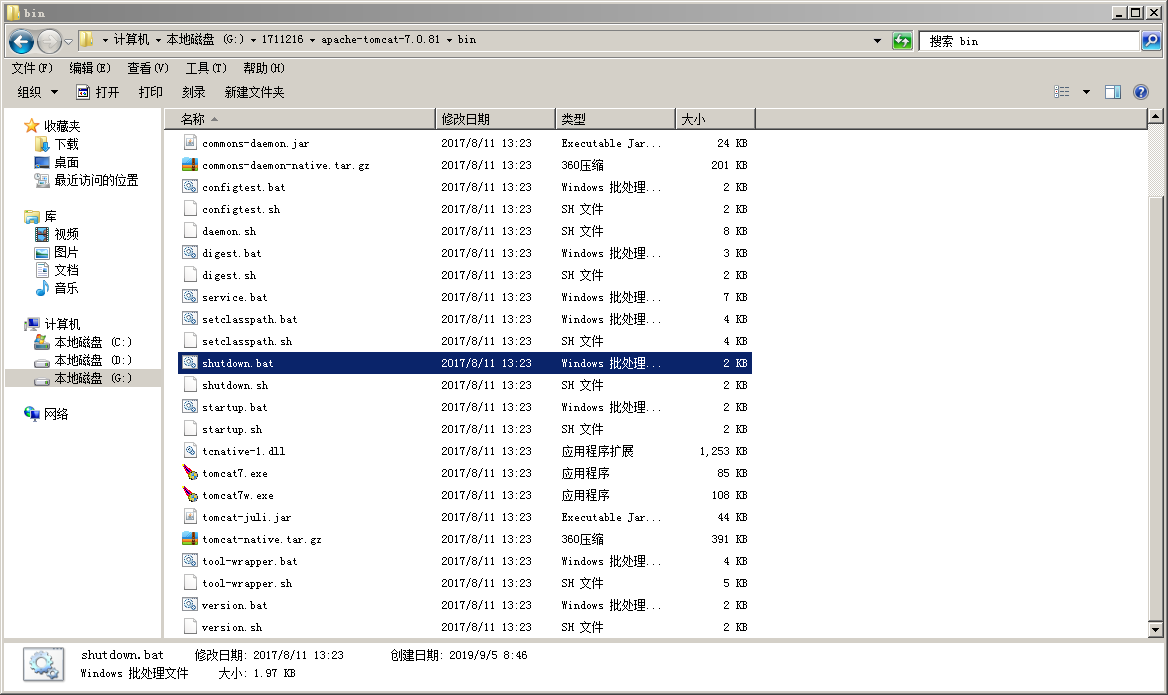 bin
计算机 本地磁盘 (G:) 1711216 apache-tomcat-7.0.81 bin 搜索 bin
文件(F) 编辑(E) 查看(V) 工具(T) 帮助(H)
组织 打开 打印 刻录 新建文件夹
收藏夹
下载
桌面
最近访问的位置
库
视频
图片
文档
音乐
计算机
本地磁盘 (C:)
本地磁盘 (D:)
本地磁盘 (G:)
网络
名称 修改日期 类型 大小
commons-daemon.jar 2017/8/11 13:23 Executable Jar... 24 KB
commons-daemon-native.tar.gz 2017/8/11 13:23 360压缩 201 KB
configtest.bat 2017/8/11 13:23 Windows 批处理... 2 KB
configtest.sh 2017/8/11 13:23 SH 文件 2 KB
daemon.sh 2017/8/11 13:23 SH 文件 8 KB
digest.bat 2017/8/11 13:23 Windows 批处理... 3 KB
digest.sh 2017/8/11 13:23 SH 文件 2 KB
service.bat 2017/8/11 13:23 Windows 批处理... 7 KB
setclasspath.bat 2017/8/11 13:23 Windows 批处理... 4 KB
setclasspath.sh 2017/8/11 13:23 SH 文件 4 KB
shutdown.bat 2017/8/11 13:23 Windows 批处理... 2 KB
shutdown.sh 2017/8/11 13:23 SH 文件 2 KB
startup.bat 2017/8/11 13:23 Windows 批处理... 2 KB
startup.sh 2017/8/11 13:23 SH 文件 2 KB
tcnative-1.dll 2017/8/11 13:23 应用程序扩展 1,253 KB
tomcat7.exe 2017/8/11 13:23 应用程序 85 KB
tomcat7w.exe 2017/8/11 13:23 应用程序 108 KB
tomcat-juli.jar 2017/8/11 13:23 Executable Jar... 44 KB
tomcat-native.tar.gz 2017/8/11 13:23 360压缩 391 KB
tool-wrapper.bat 2017/8/11 13:23 Windows 批处理... 4 KB
tool-wrapper.sh 2017/8/11 13:23 SH 文件 5 KB
version.bat 2017/8/11 13:23 Windows 批处理... 2 KB
version.sh 2017/8/11 13:23 SH 文件 2 KB
shutdown.bat 修改日期: 2017/8/11 13:23 创建日期: 2019/9/5 8:46
Windows 批处理文件 大小: 1.97 KB